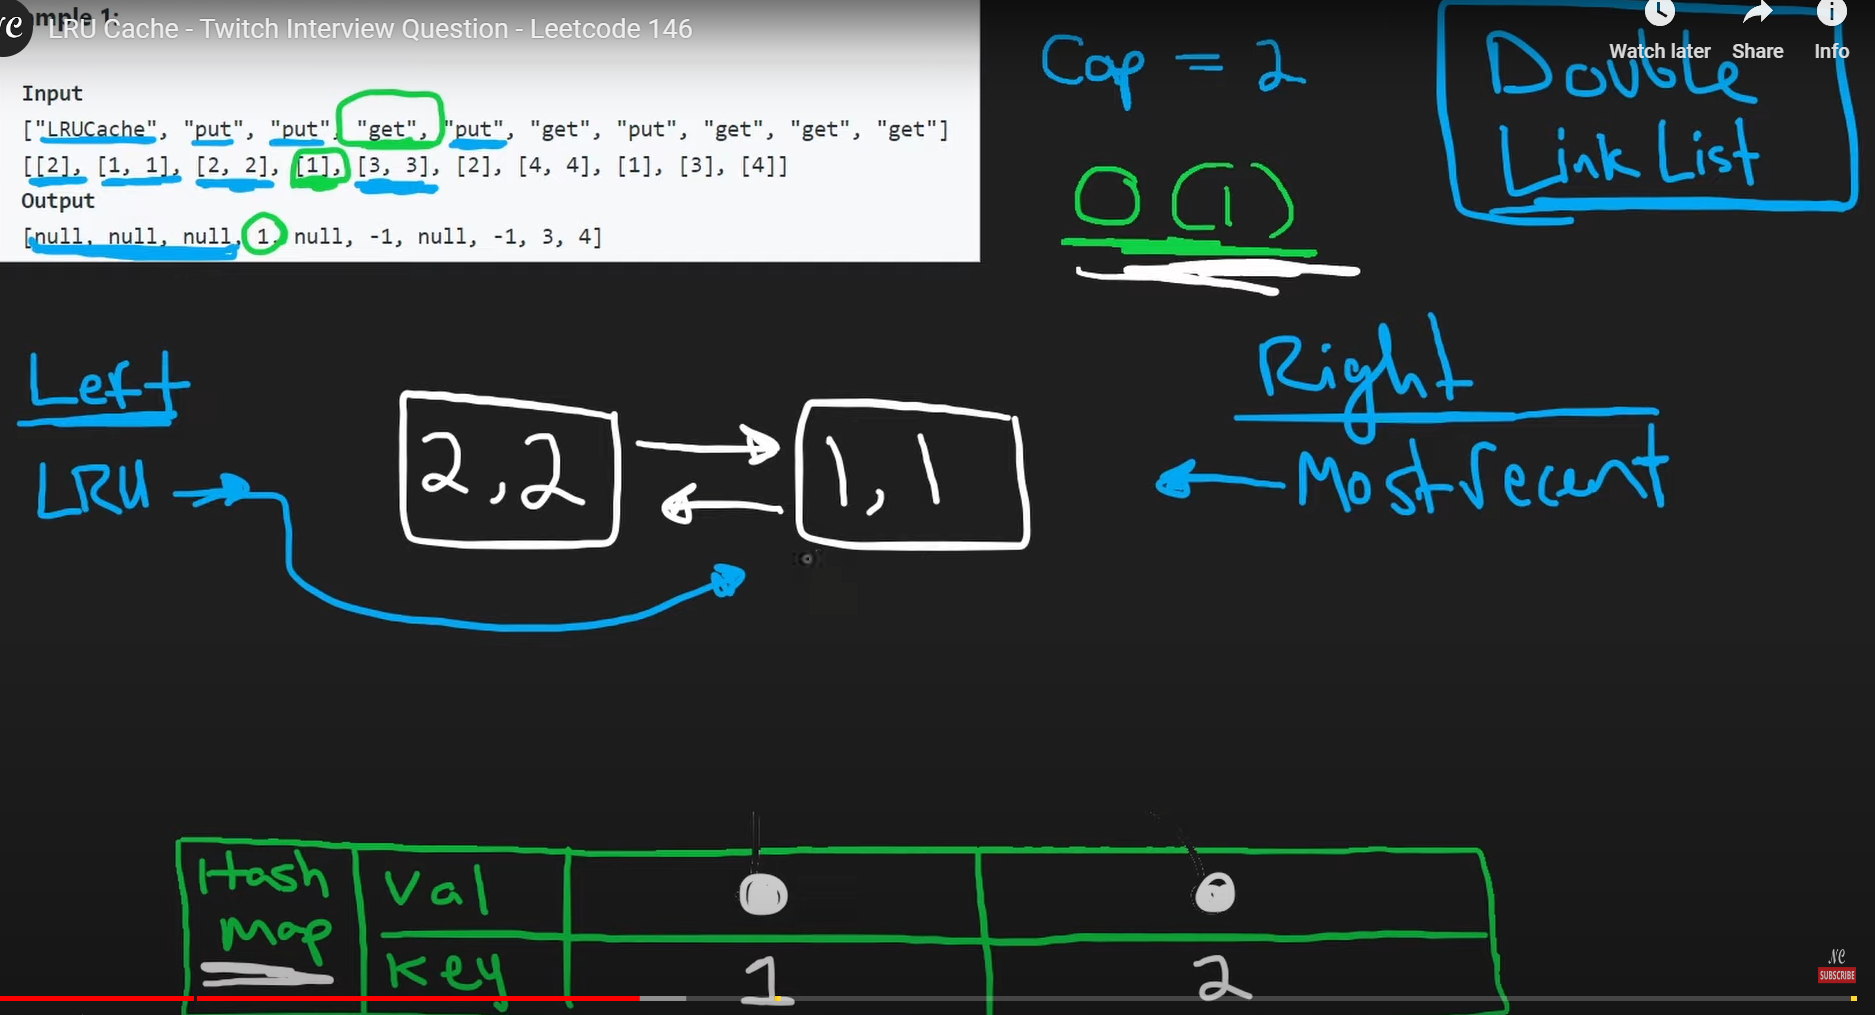 mple 1:
LRU Cache - Twitch Interview Question - Leetcode 146
Watch later Share Info
Input
["LRUCache", "put", "put", "get", "put", "get", "put", "get", "get", "get"]
[[2], [1, 1], [2, 2], [1], [3, 3], [2], [4, 4], [1], [3], [4]]
Output
[null, null, null, 1, null, -1, null, -1, 3, 4]
Cap = 2
O(1)
Double
Link List
Left
LRU
2,2
1,1
Right
Most recent
Hash
Map
Val
Key
1
2
NC
SUBSCRIBE